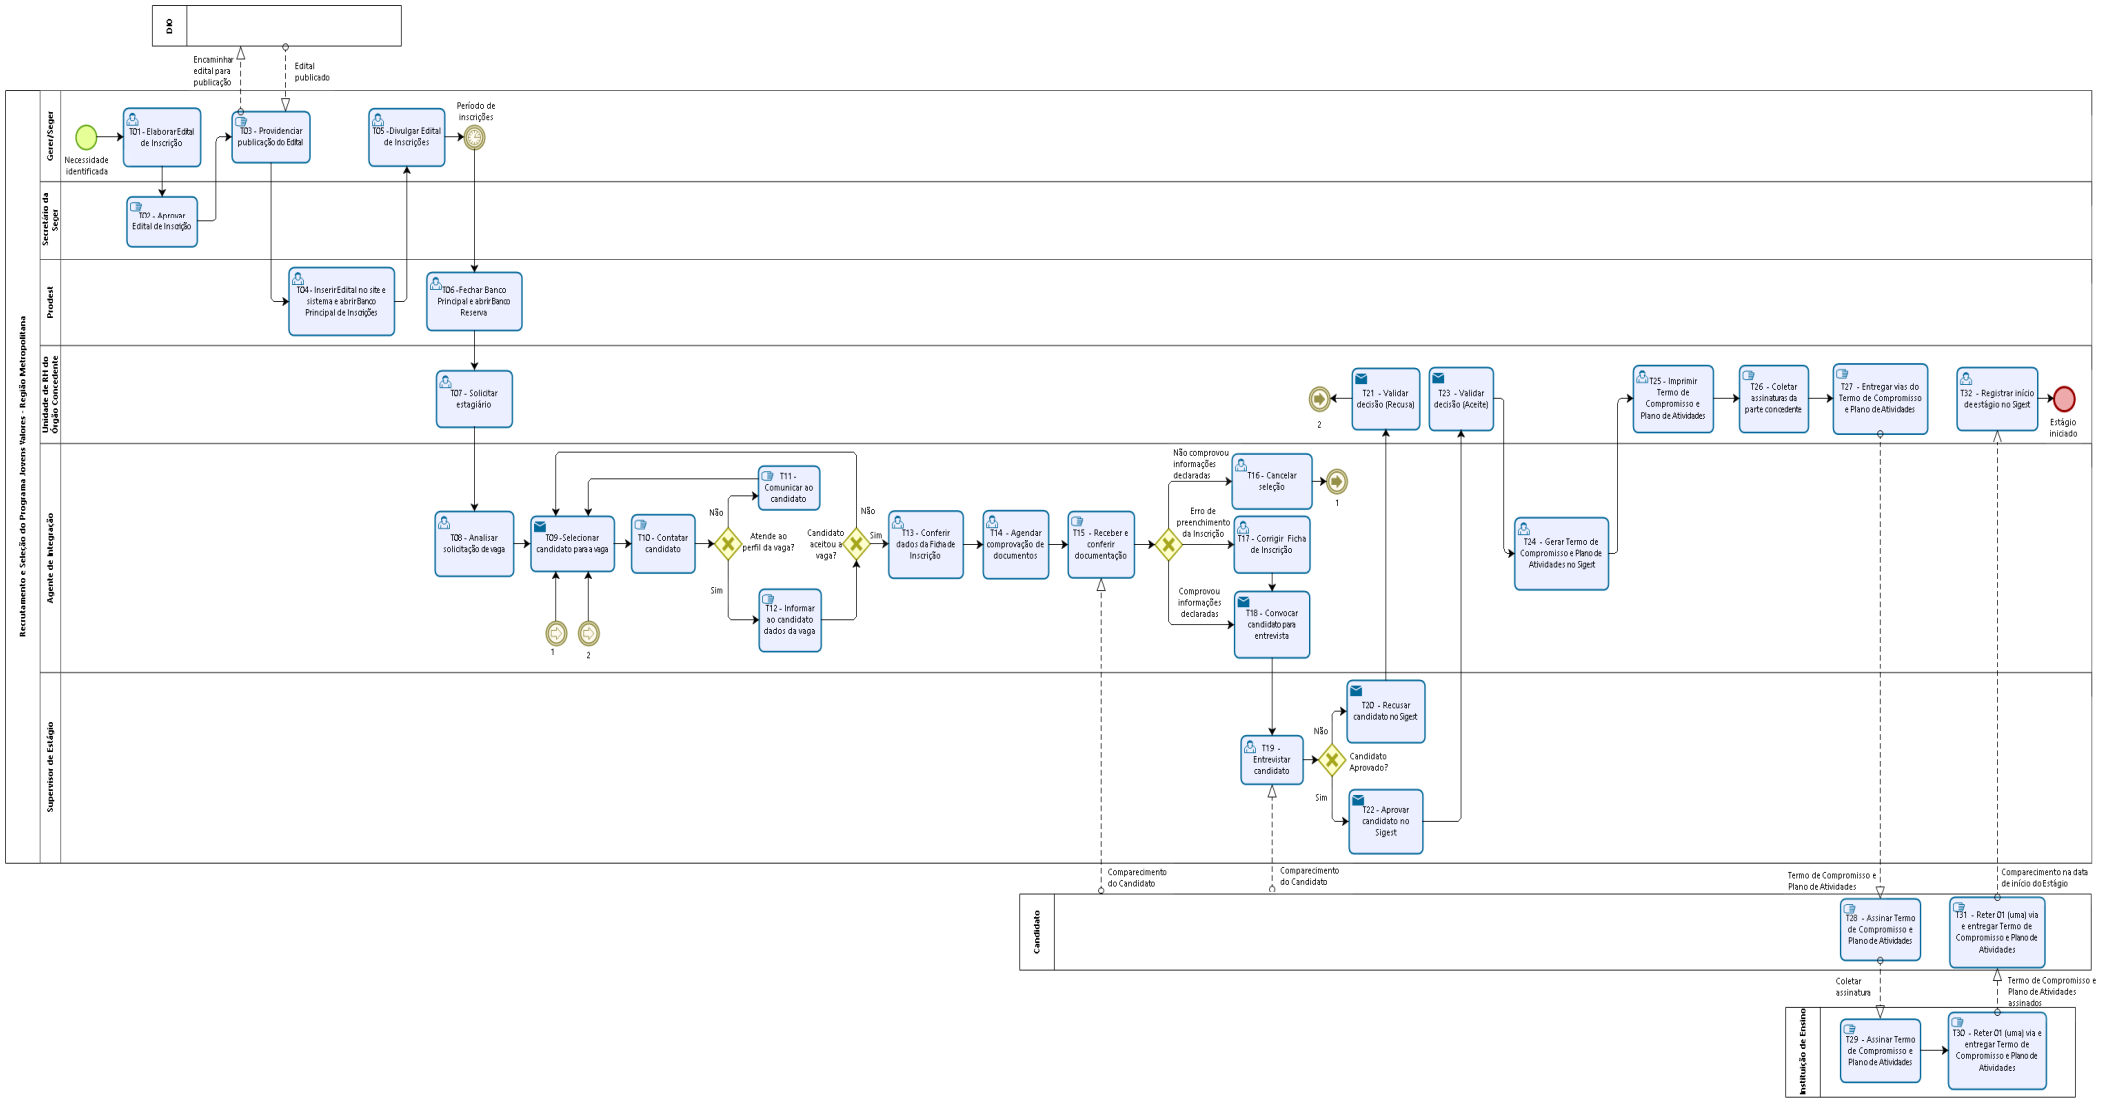 DIO
Encaminhar
edital para
publicação
Edital
publicado
Recrutamento e Seleção do Programa Jovens Valores - Região Metropolitana
Gerer/Seger
Necessidade
identificada
T01 - Elaborar Edital
de Inscrição
T03 - Providenciar
publicação do Edital
T05 - Divulgar Edital
de Inscrições
Período de
inscrições
Secretário da
Seger
T02 - Aprovar
Edital de Inscrição
Prodest
T04 - Inserir Edital no site e
sistema e abrir Banco
Principal de Inscrições
T06 - Fechar Banco
Principal e abrir Banco
Reserva
Unidade de RH do
Órgão Concedente
T07 - Solicitar
estagiário
2
T21 - Validar
decisão (Recusa)
T23 - Validar
decisão (Aceite)
T25 - Imprimir
Termo de
Compromisso e
Plano de Atividades
T26 - Coletar
assinaturas da
parte concedente
T27 - Entregar vias do
Termo de Compromisso
e Plano de Atividades
T32 - Registrar início
de estágio no Sigest
Estágio
iniciado
Agente de Integração
T08 - Analisar
solicitação de vaga
T09 - Selecionar
candidato para vaga
1
2
T10 - Contatar
candidato
Não
Atende ao
perfil da vaga?
Sim
T11 -
Comunicar ao
candidato
T12 - Informar
ao candidato
dados da vaga
Candidato
aceitou a
vaga?
Não
Sim
T13 - Conferir
dados da Ficha de
Inscrição
T14 - Agendar
comprovação de
documentos
T15 - Receber e
conferir
documentação
Não comprovou
informações
declaradas
Erro de
preenchimento
da Inscrição
Comprovou
informações
declaradas
T16 - Cancelar
seleção
1
T17 - Corrigir Ficha
de Inscrição
T18 - Convocar
candidato para
entrevista
T24 - Gerar Termo de
Compromisso e Plano de
Atividades no Sigest
Supervisor de Estágio
T19 -
Entrevistar
candidato
Não
Candidato
Aprovado?
Sim
T20 - Recusar
candidato no Sigest
T22 - Aprovar
candidato no
Sigest
Comparecimento
do Candidato
Comparecimento
do Candidato
Termo de Compromisso e
Plano de Atividades
Comparecimento na data
de início do Estágio
Candidato
T28 - Assinar Termo
de Compromisso e
Plano de Atividades
T31 - Reter 01 (uma) via
e entregar Termo de
Compromisso e Plano de
Atividades
Coletar
assinatura
Termo de Compromisso e
Plano de Atividades
assinados
Instituição de Ensino
T29 - Assinar Termo
de Compromisso e
Plano de Atividades
T30 - Reter 01 (uma) via e
entregar Termo de
Compromisso e Plano de
Atividades